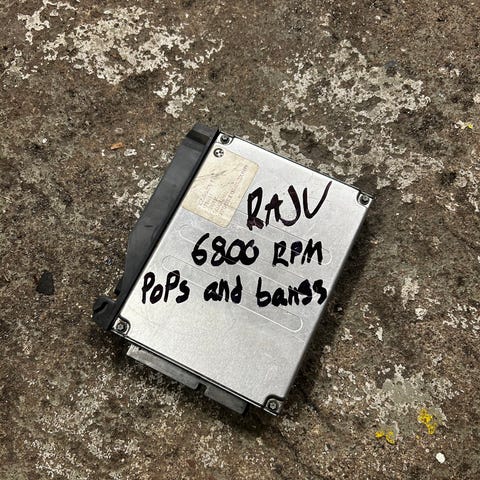 RAJU
6800 RPM
PoPs and bangs